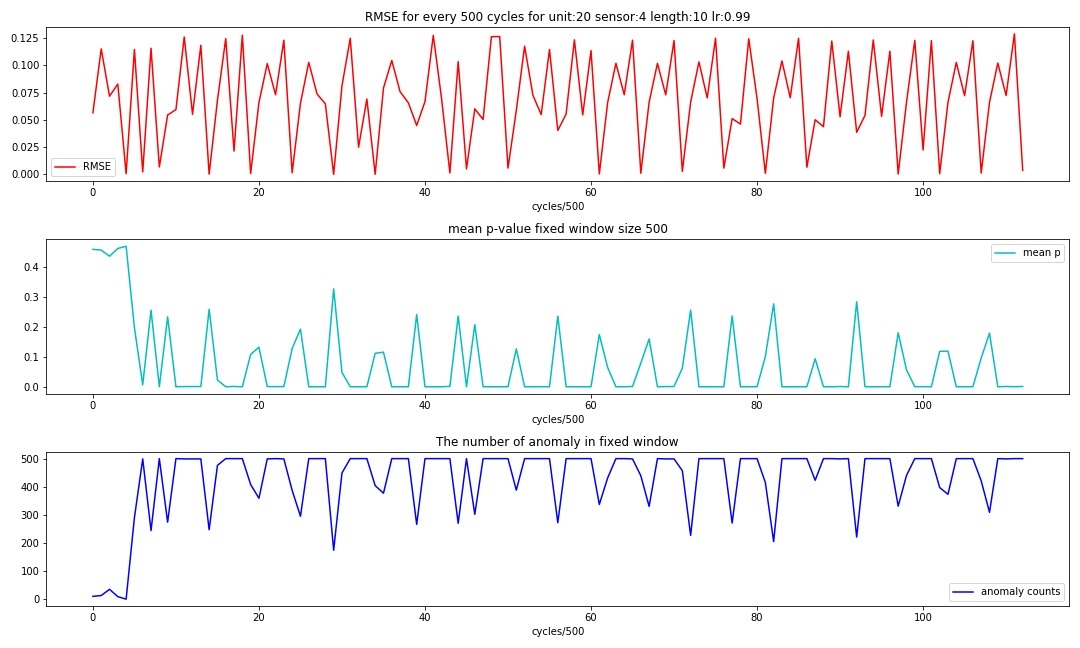 RMSE for every 500 cycles for unit:20 sensor:4 length:10 lr:0.99
0.125
0.100
0.075
0.050
0.025
0.000
RMSE
0 20 40 60 80 100
cycles/500
mean p-value fixed window size 500
0.4
0.3
0.2
0.1
0.0
mean p
0 20 40 60 80 100
cycles/500
The number of anomaly in fixed window
500
400
300
200
100
0
anomaly counts
0 20 40 60 80 100
cycles/500